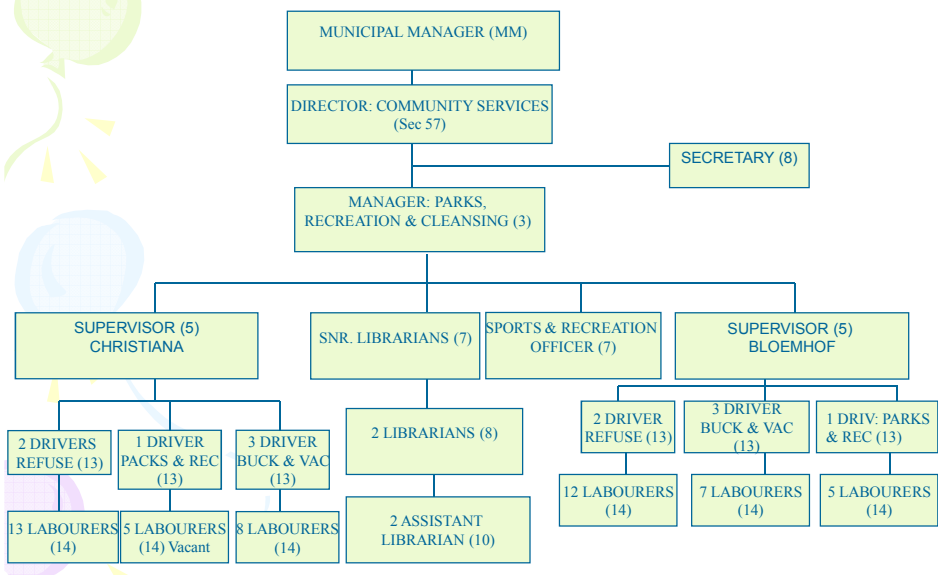 MUNICIPAL MANAGER (MM)
DIRECTOR: COMMUNITY SERVICES
(Sec 57)
SECRETARY (8)
MANAGER: PARKS,
RECREATION & CLEANSING (3)
SUPERVISOR (5)
CHRISTIANA
SNR. LIBRARIANS (7)
SPORTS & RECREATION
OFFICER (7)
SUPERVISOR (5)
BLOEMHOF
2 DRIVERS
REFUSE (13)
1 DRIVER
PACKS & REC
(13)
3 DRIVER
BUCK & VAC
(13)
2 LIBRARIANS (8)
2 DRIVER
REFUSE (13)
3 DRIVER
BUCK & VAC
(13)
1 DRIV: PARKS
& REC (13)
13 LABOURERS
(14)
5 LABOURERS
(14) Vacant
8 LABOURERS
(14)
2 ASSISTANT
LIBRARIAN (10)
12 LABOURERS
(14)
7 LABOURERS
(14)
5 LABOURERS
(14)